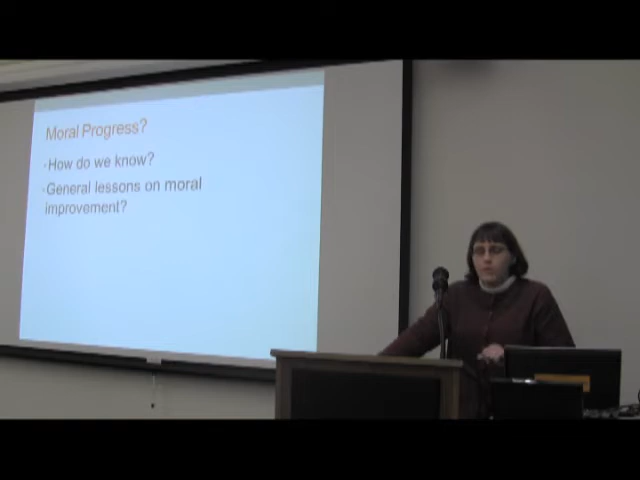 Moral Progress?
•How do we know?
•General lessons on moral
improvement?